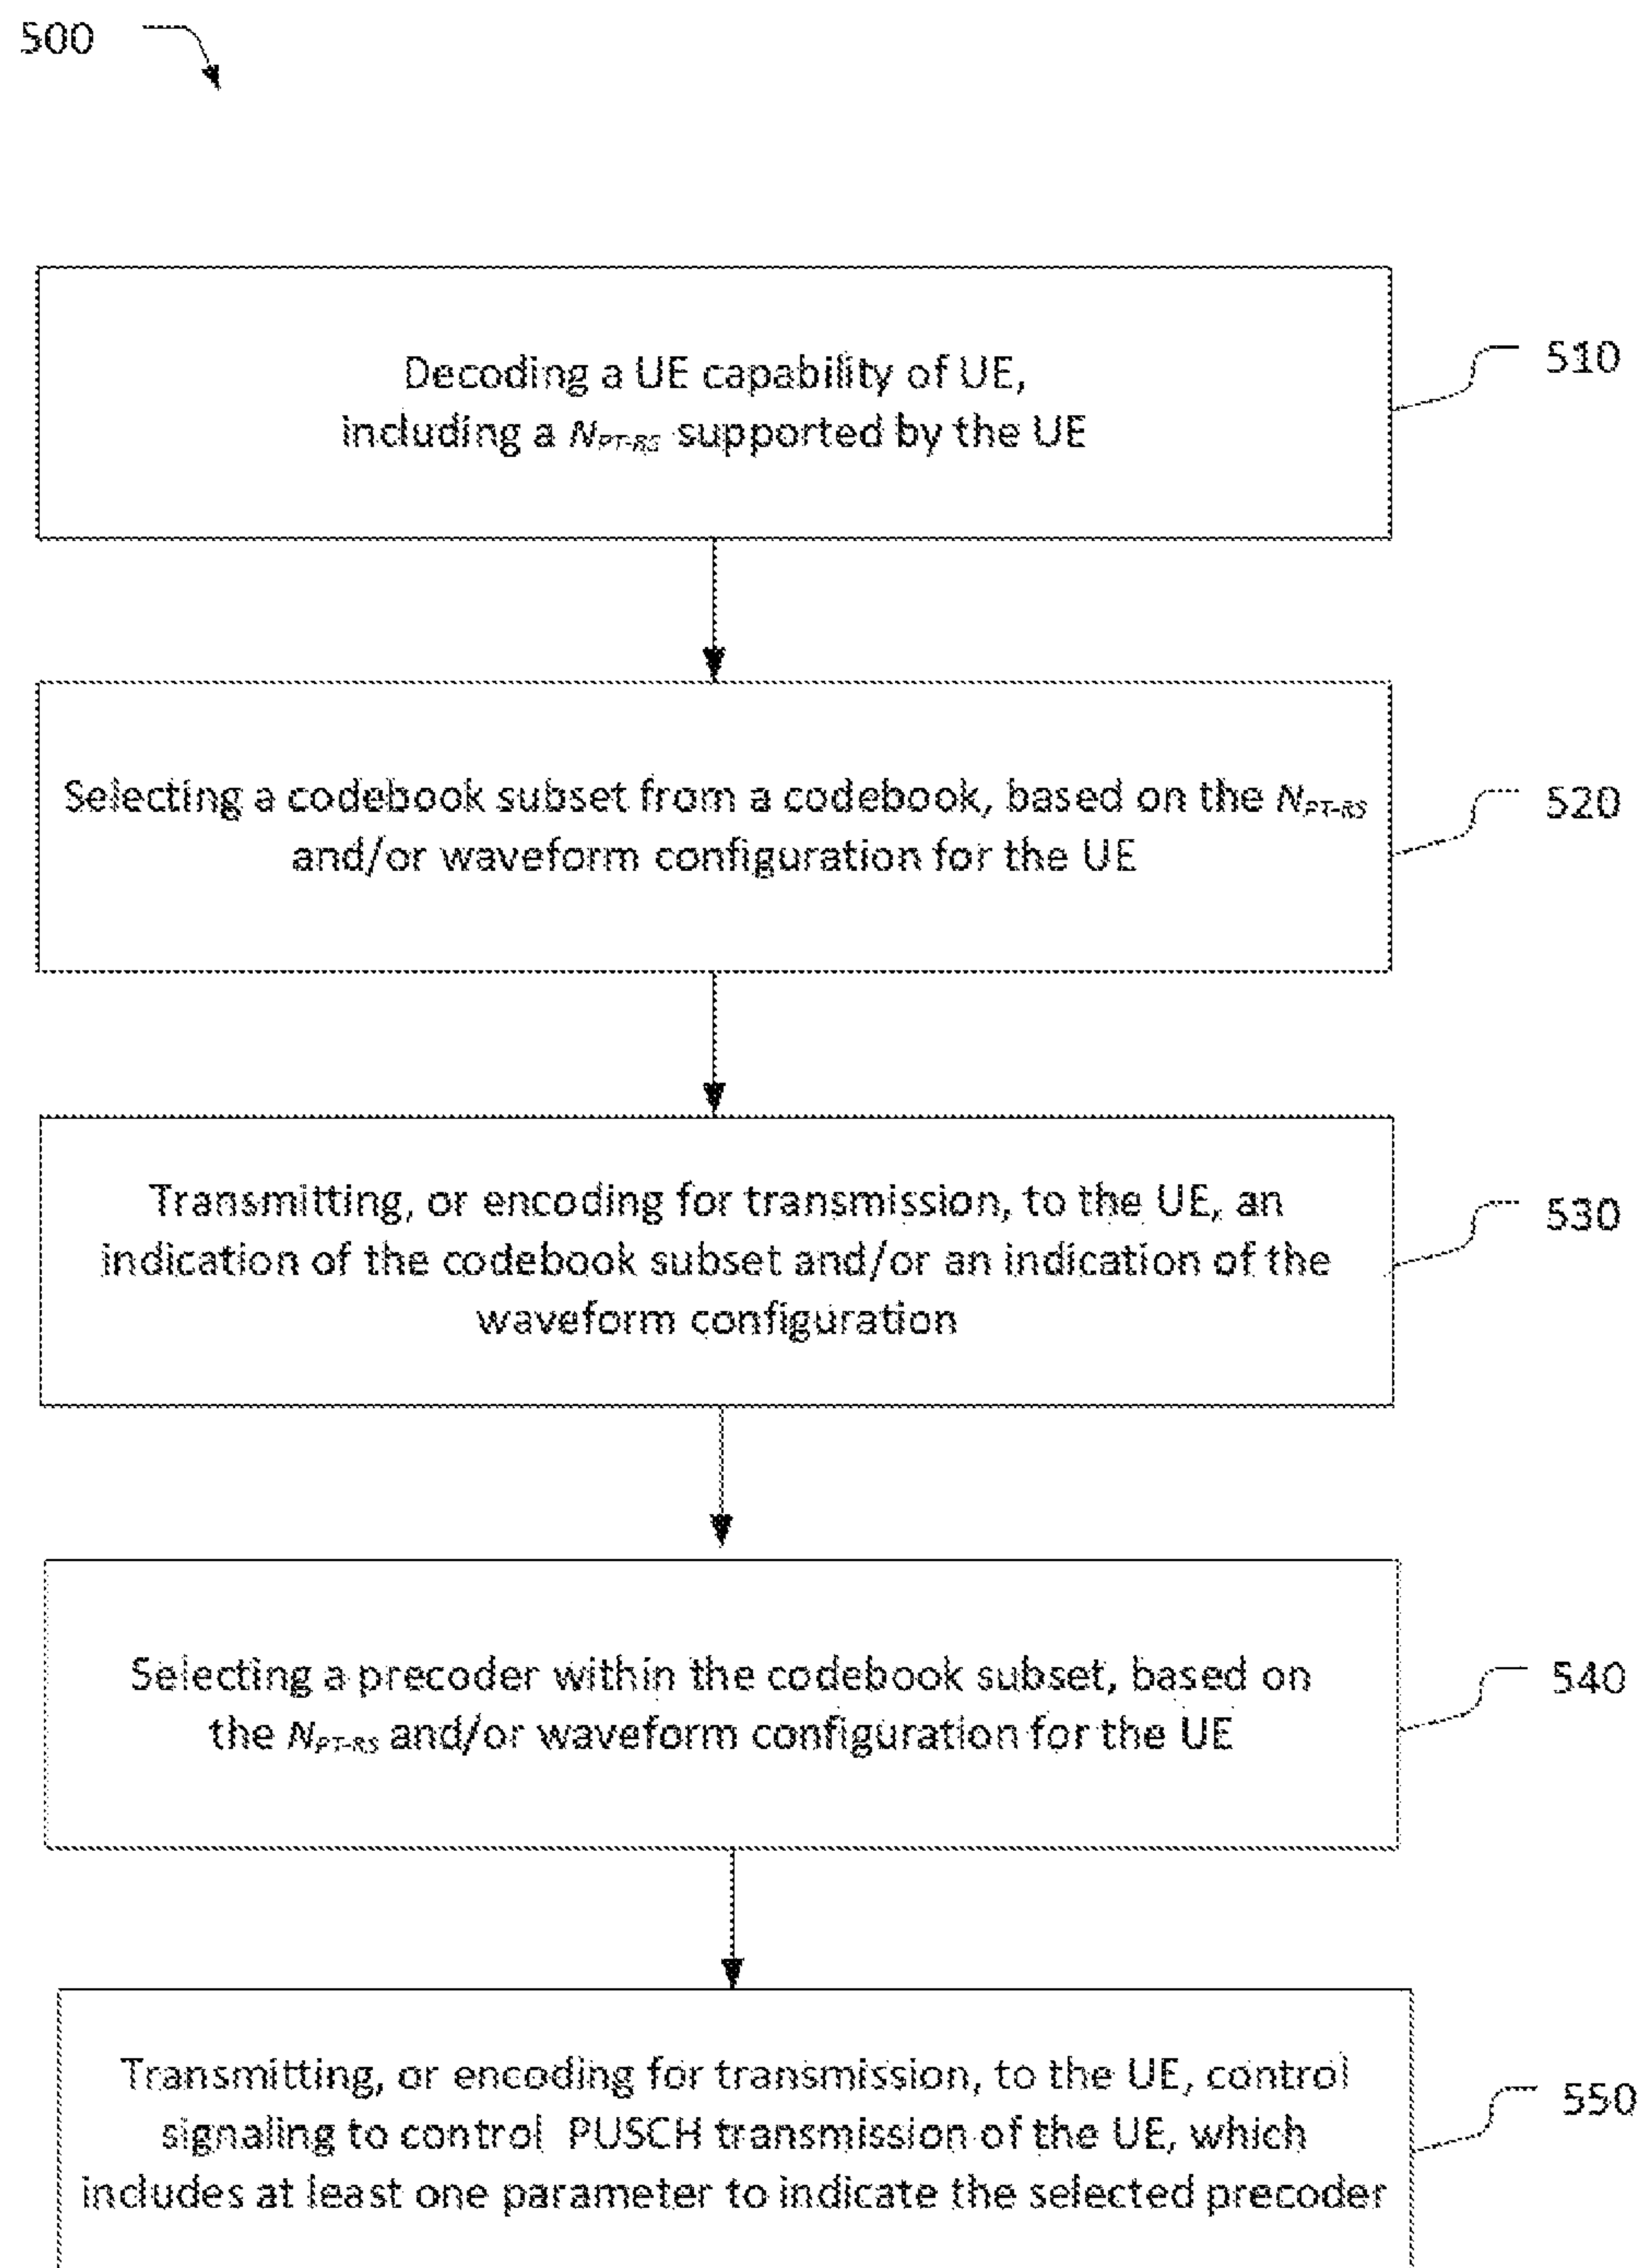 500
Decoding a UE capability of UE,
including a N_PT-RS supported by the UE
510
Selecting a codebook subset from a codebook, based on the N_PT-RS
and/or waveform configuration for the UE
520
Transmitting, or encoding for transmission, to the UE, an
indication of the codebook subset and/or an indication of the
waveform configuration
530
Selecting a precoder within the codebook subset, based on
the N_PT-RS and/or waveform configuration for the UE
540
Transmitting, or encoding for transmission, to the UE, control
signaling to control PUSCH transmission of the UE, which
includes at least one parameter to indicate the selected precoder
550